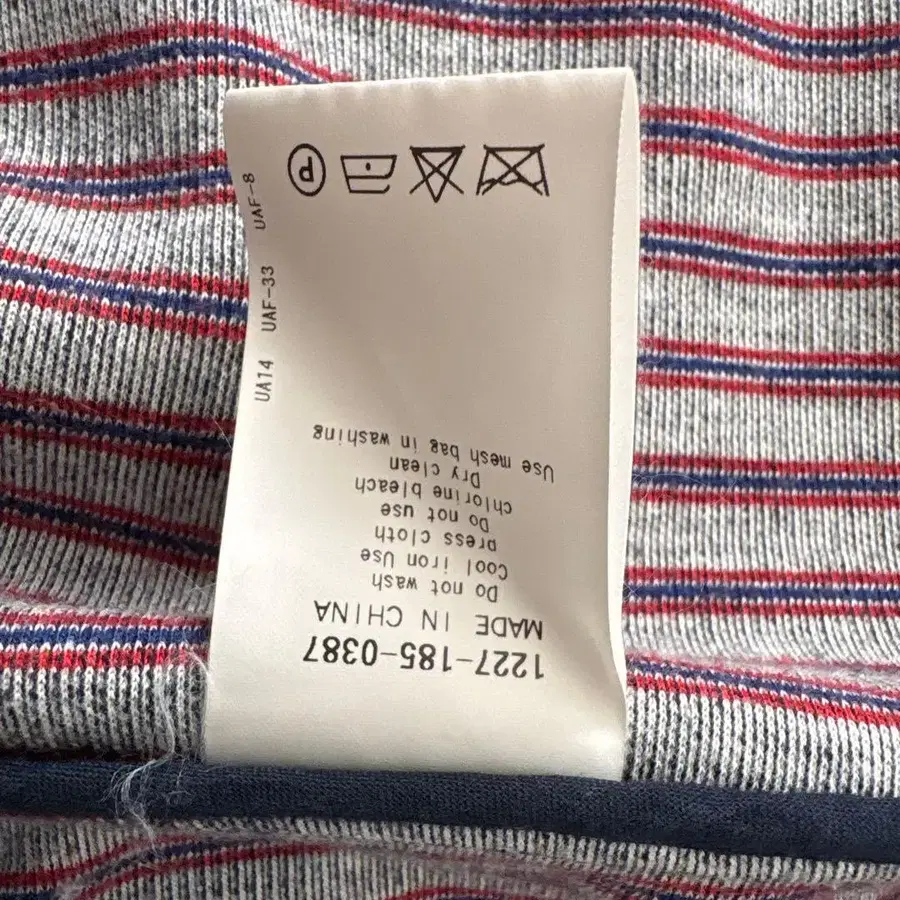 1227-185-0387
MADE IN CHINA
Do not wash
Cool iron Use
press cloth
Do not use
chlorine bleach
Dry clean
Use mesh bag in washing
P
UA14 UAF-33 UAF-8